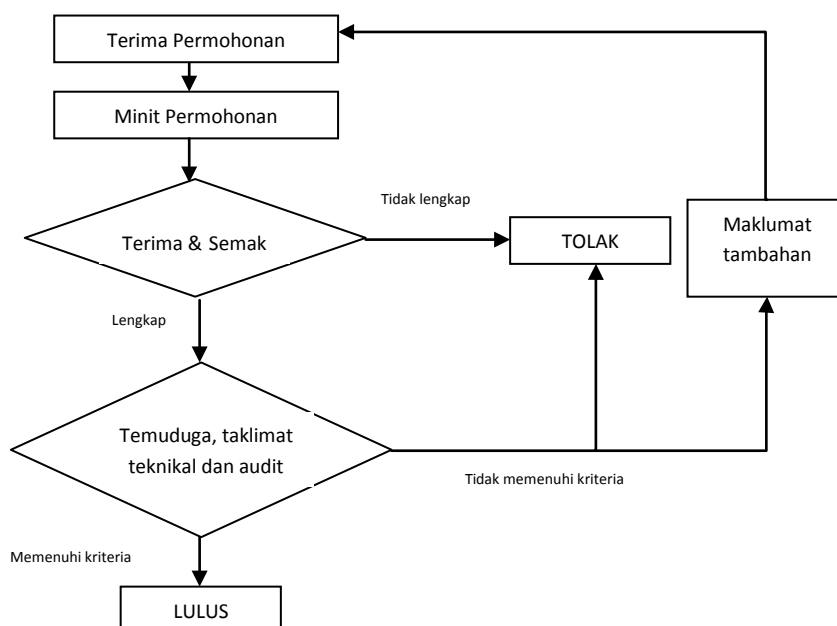 Terima Permohonan
Minit Permohonan
Tidak lengkap
Terima & Semak
TOLAK
Maklumat
tambahan
Lengkap
Temuduga, taklimat
teknikal dan audit
Tidak memenuhi kriteria
Memenuhi kriteria
LULUS